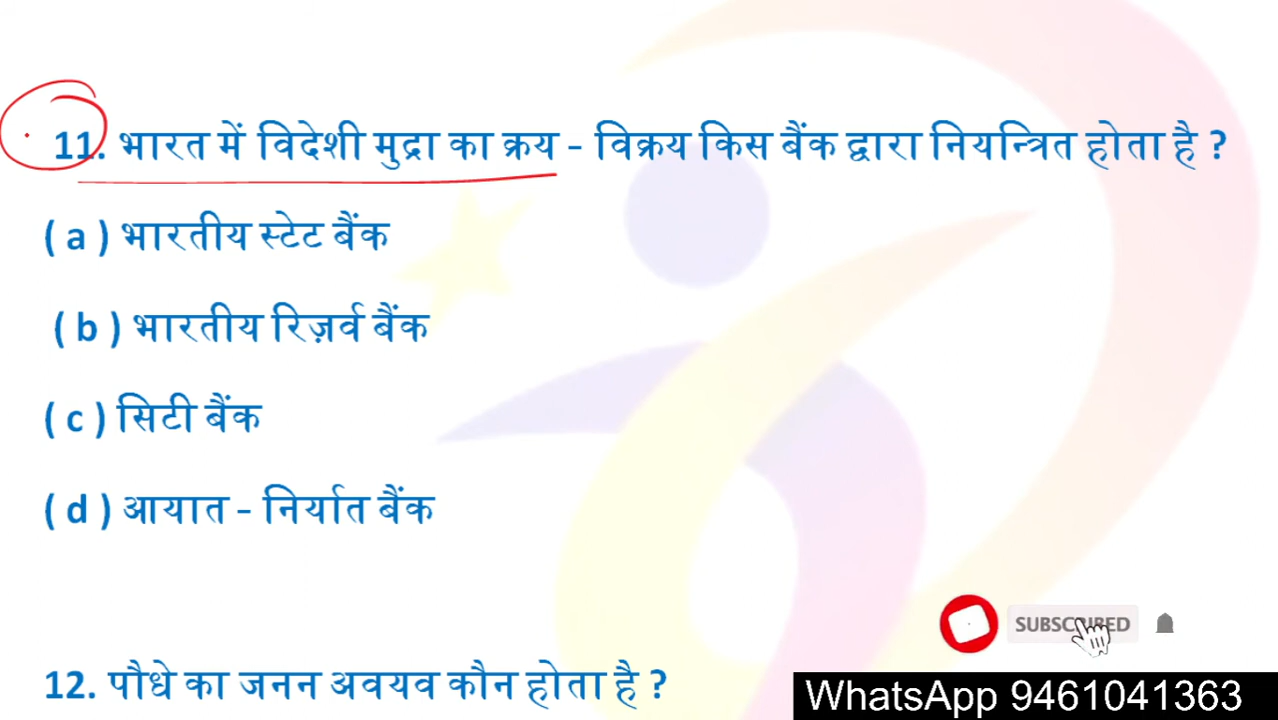 11. भारत में विदेशी मुद्रा का क्रय - विक्रय किस बैंक द्वारा नियन्त्रित होता है ?
( a ) भारतीय स्टेट बैंक
( b ) भारतीय रिज़र्व बैंक
( c ) सिटी बैंक
( d ) आयात - निर्यात बैंक
SUBSCRIBED
12. पौधे का जनन अवयव कौन होता है ?
WhatsApp 9461041363